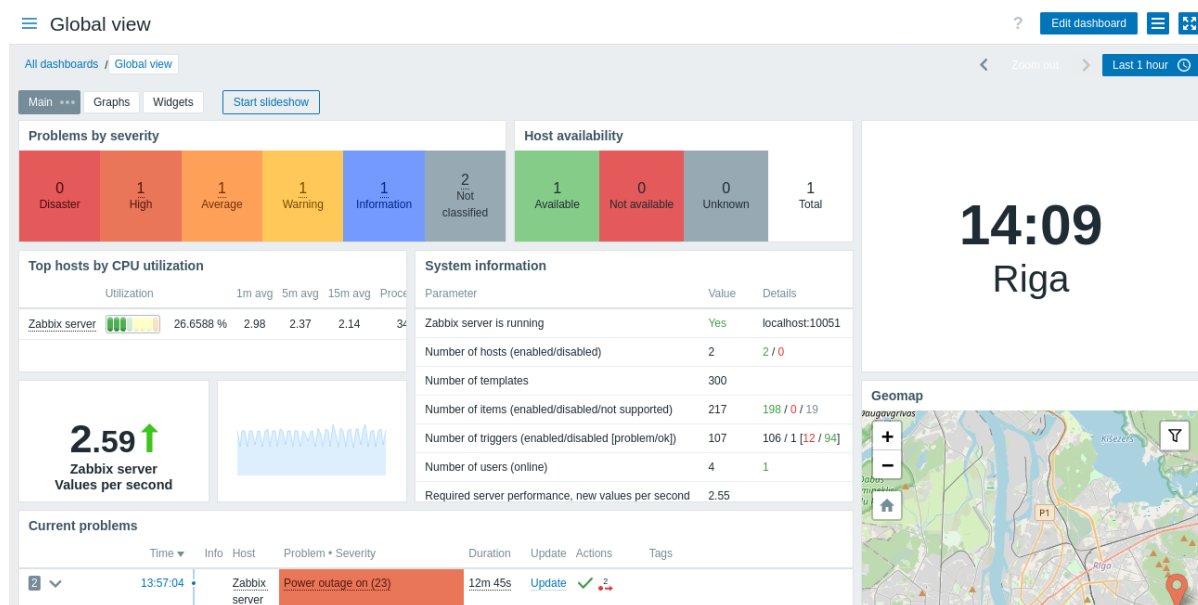 Global view
?
Edit dashboard
All dashboards / Global view
Zoom out
Last 1 hour
Main
Graphs
Widgets
Start slideshow
Problems by severity
0
Disaster
1
High
1
Average
1
Warning
1
Information
2
Not
classified
Host availability
1
Available
0
Not available
0
Unknown
1
Total
14:09
Riga
Top hosts by CPU utilization
Utilization 1m avg 5m avg 15m avg Proce
Zabbix server 26.6588 % 2.98 2.37 2.14 34
System information
Parameter Value Details
Zabbix server is running Yes localhost:10051
Number of hosts (enabled/disabled) 2 2 / 0
Number of templates 300
Number of items (enabled/disabled/not supported) 217 198 / 0 / 19
Number of triggers (enabled/disabled [problem/ok]) 107 106 / 1 [12 / 94]
Number of users (online) 4 1
Required server performance, new values per second 2.55
2.59
Zabbix server
Values per second
Geomap
Daugavgrīvas
+
−
Ķīšezers
P1
Rīga
Current problems
Time Info Host Problem • Severity Duration Update Actions Tags
2 13:57:04 Zabbix server Power outage on (23) 12m 45s Update 2